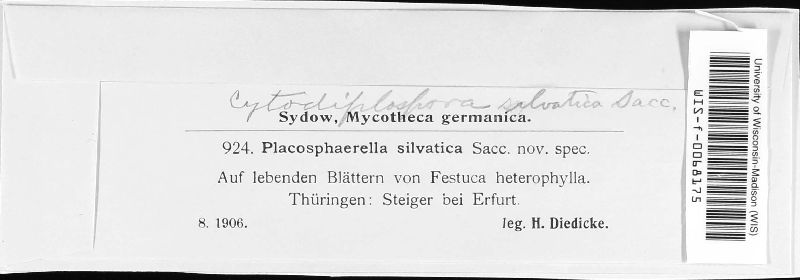 Cytodiplospora silvatica Sacc.
Sydow, Mycotheca germanica.
924. Placosphaerella silvatica Sacc. nov. spec.
Auf lebenden Blättern von Festuca heterophylla.
Thüringen: Steiger bei Erfurt.
8. 1906. leg. H. Diedicke.
University of Wisconsin-Madison (WIS)
WIS-f-0048175